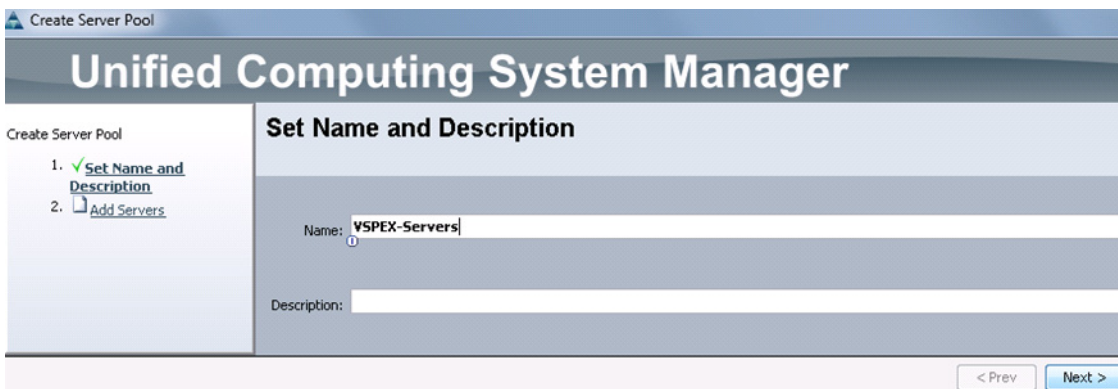 Create Server Pool
Unified Computing System Manager
Create Server Pool
1. Set Name and
Description
2. Add Servers
Set Name and Description
Name: VSPEX-Servers
Description:
< Prev
Next >